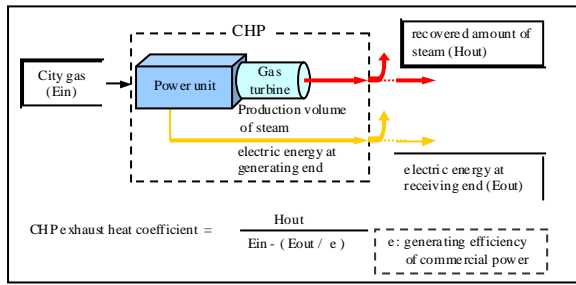 CHP
recovered amount of
steam (Hout)
City gas
(Ein)
Power unit
Gas
turbine
Production volume
of steam
electric energy at
generating end
electric energy at
receiving end (Eout)
CHP exhaust heat coefficient =
Hout
Ein - ( Eout / e )
e: generating efficiency
of commercial power